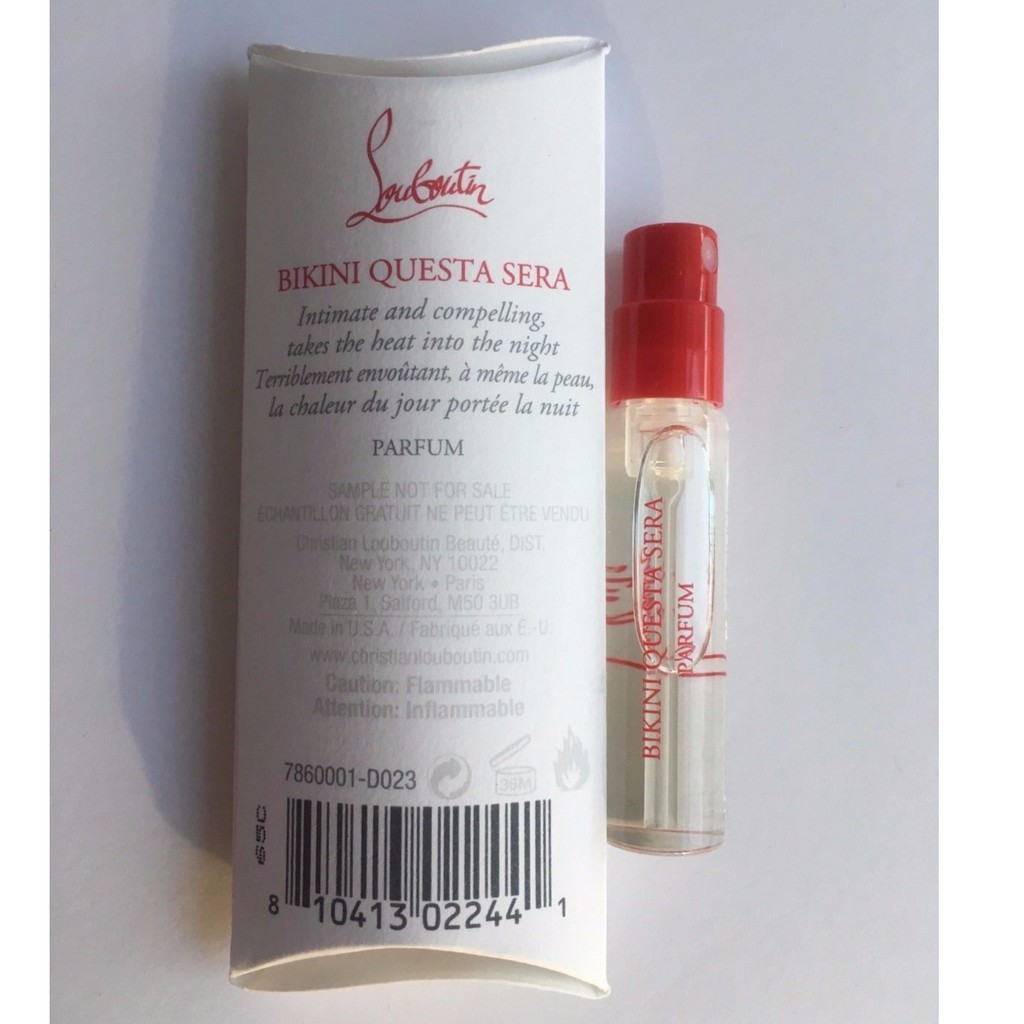 Louboutin
BIKINI QUESTA SERA
Intimate and compelling,
takes the heat into the night
Terriblement envoûtant, à même la peau,
la chaleur du jour portée la nuit
PARFUM
SAMPLE NOT FOR SALE
ÉCHANTILLON GRATUIT NE PEUT ÊTRE VENDU
Christian Louboutin Beauté, DIST.
New York, NY 10022
New York • Paris
Plaza 1, Salford, M50 3UB
Made in U.S.A. / Fabriqué aux É.-U.
www.christianlouboutin.com
Caution: Flammable
Attention: Inflammable
7860001-D023
36M
8 10413 02244 1
BIKINI QUESTA SERA
PARFUM